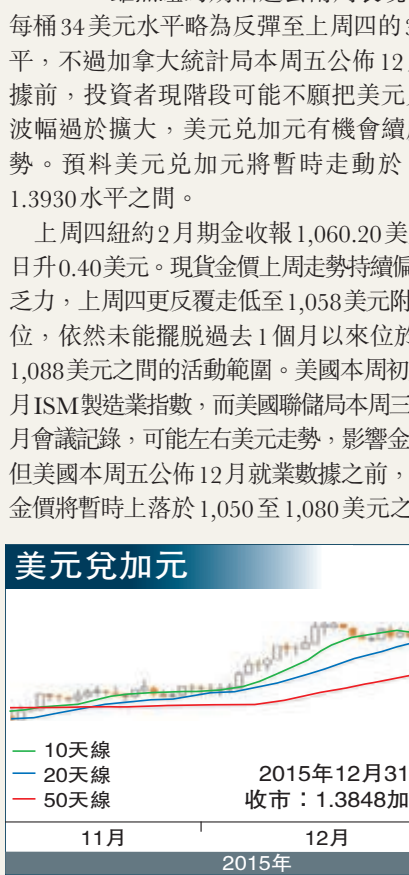 每桶34美元水平略為反彈至上周四的
平，不過加拿大統計局本周五公佈12
據前，投資者現階段可能不願把美元
波幅過於擴大，美元兌加元有機會續
勢。預料美元兌加元將暫時走動於
1.3930水平之間。
上周四紐約2月期金收報1,060.20美
日升0.40美元。現貨金價上周走勢持續偏
乏力，上周四更反覆走低至1,058美元附
位，依然未能擺脫過去1個月以來位於
1,088美元之間的活動範圍。美國本周初
月ISM製造業指數，而美國聯儲局本周三
月會議記錄，可能左右美元走勢，影響金
但美國本周五公佈12月就業數據之前，
金價將暫時上落於1,050至1,080美元之
美元兌加元
10天線
20天線
50天線
2015年12月31
收市：1.3848加
11月
12月
2015年